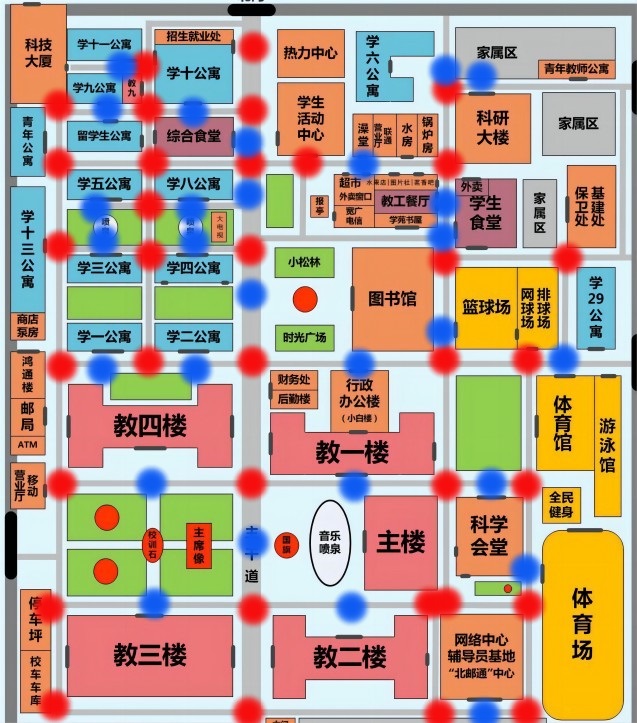 科技
大厦
学十一公寓
招生就业处
热力中心
学六公寓
家属区
青年教师公寓
学九公寓
教九
学十公寓
学生
活动
中心
澡堂
联通
营业厅
水房
锅炉房
科研
大楼
家属区
青年公寓
留学生公寓
综合食堂
学五公寓
学八公寓
报亭
超市
外卖窗口
宽广
电信
教工餐厅
学苑书屋
外卖
学生
食堂
家属区
基建处
保卫处
学十三公寓
大电视
学三公寓
学四公寓
小松林
图书馆
篮球场
网球场
排球场
学29公寓
商店
泵房
学一公寓
学二公寓
时光广场
鸿通楼
邮局
ATM
教四楼
财务处
后勤楼
行政
办公楼
(小白楼)
教一楼
体育馆
游泳馆
移动
营业厅
校训石
主席像
国旗
音乐
喷泉
主楼
科学
会堂
全民
健身
道
停车坪
校车车库
教三楼
教二楼
网络中心
辅导员基地
“北邮通”中心
体育场